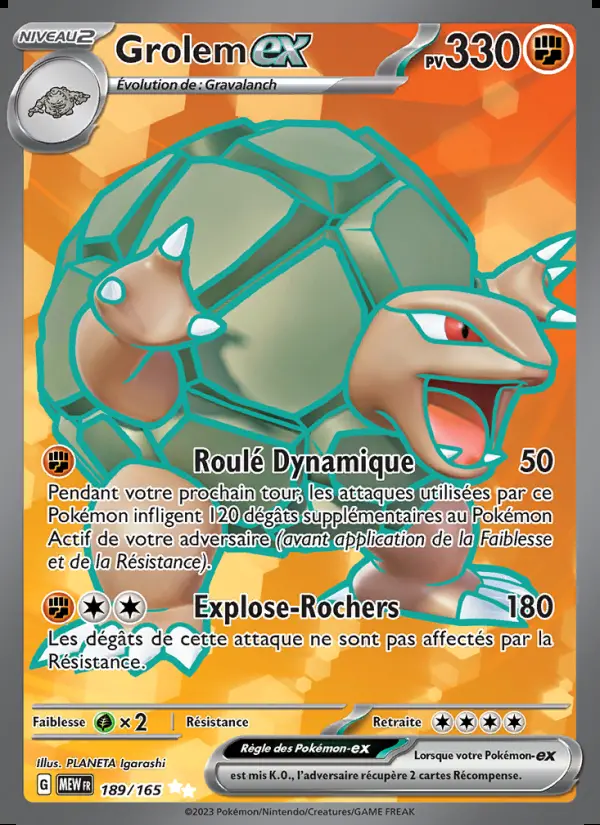 NIVEAU 2
Grolem ex
PV 330
Évolution de : Gravalanch
Roulé Dynamique 50
Pendant votre prochain tour, les attaques utilisées par ce
Pokémon infligent 120 dégâts supplémentaires au Pokémon
Actif de votre adversaire (avant application de la Faiblesse
et de la Résistance).
Explose-Rochers 180
Les dégâts de cette attaque ne sont pas affectés par la
Résistance.
Faiblesse ×2 Résistance Retraite
Illus. PLANETA Igarashi
Règle des Pokémon-ex Lorsque votre Pokémon-ex
est mis K.O., l'adversaire récupère 2 cartes Récompense.
G MEW FR 189/165
©2023 Pokémon/Nintendo/Creatures/GAME FREAK